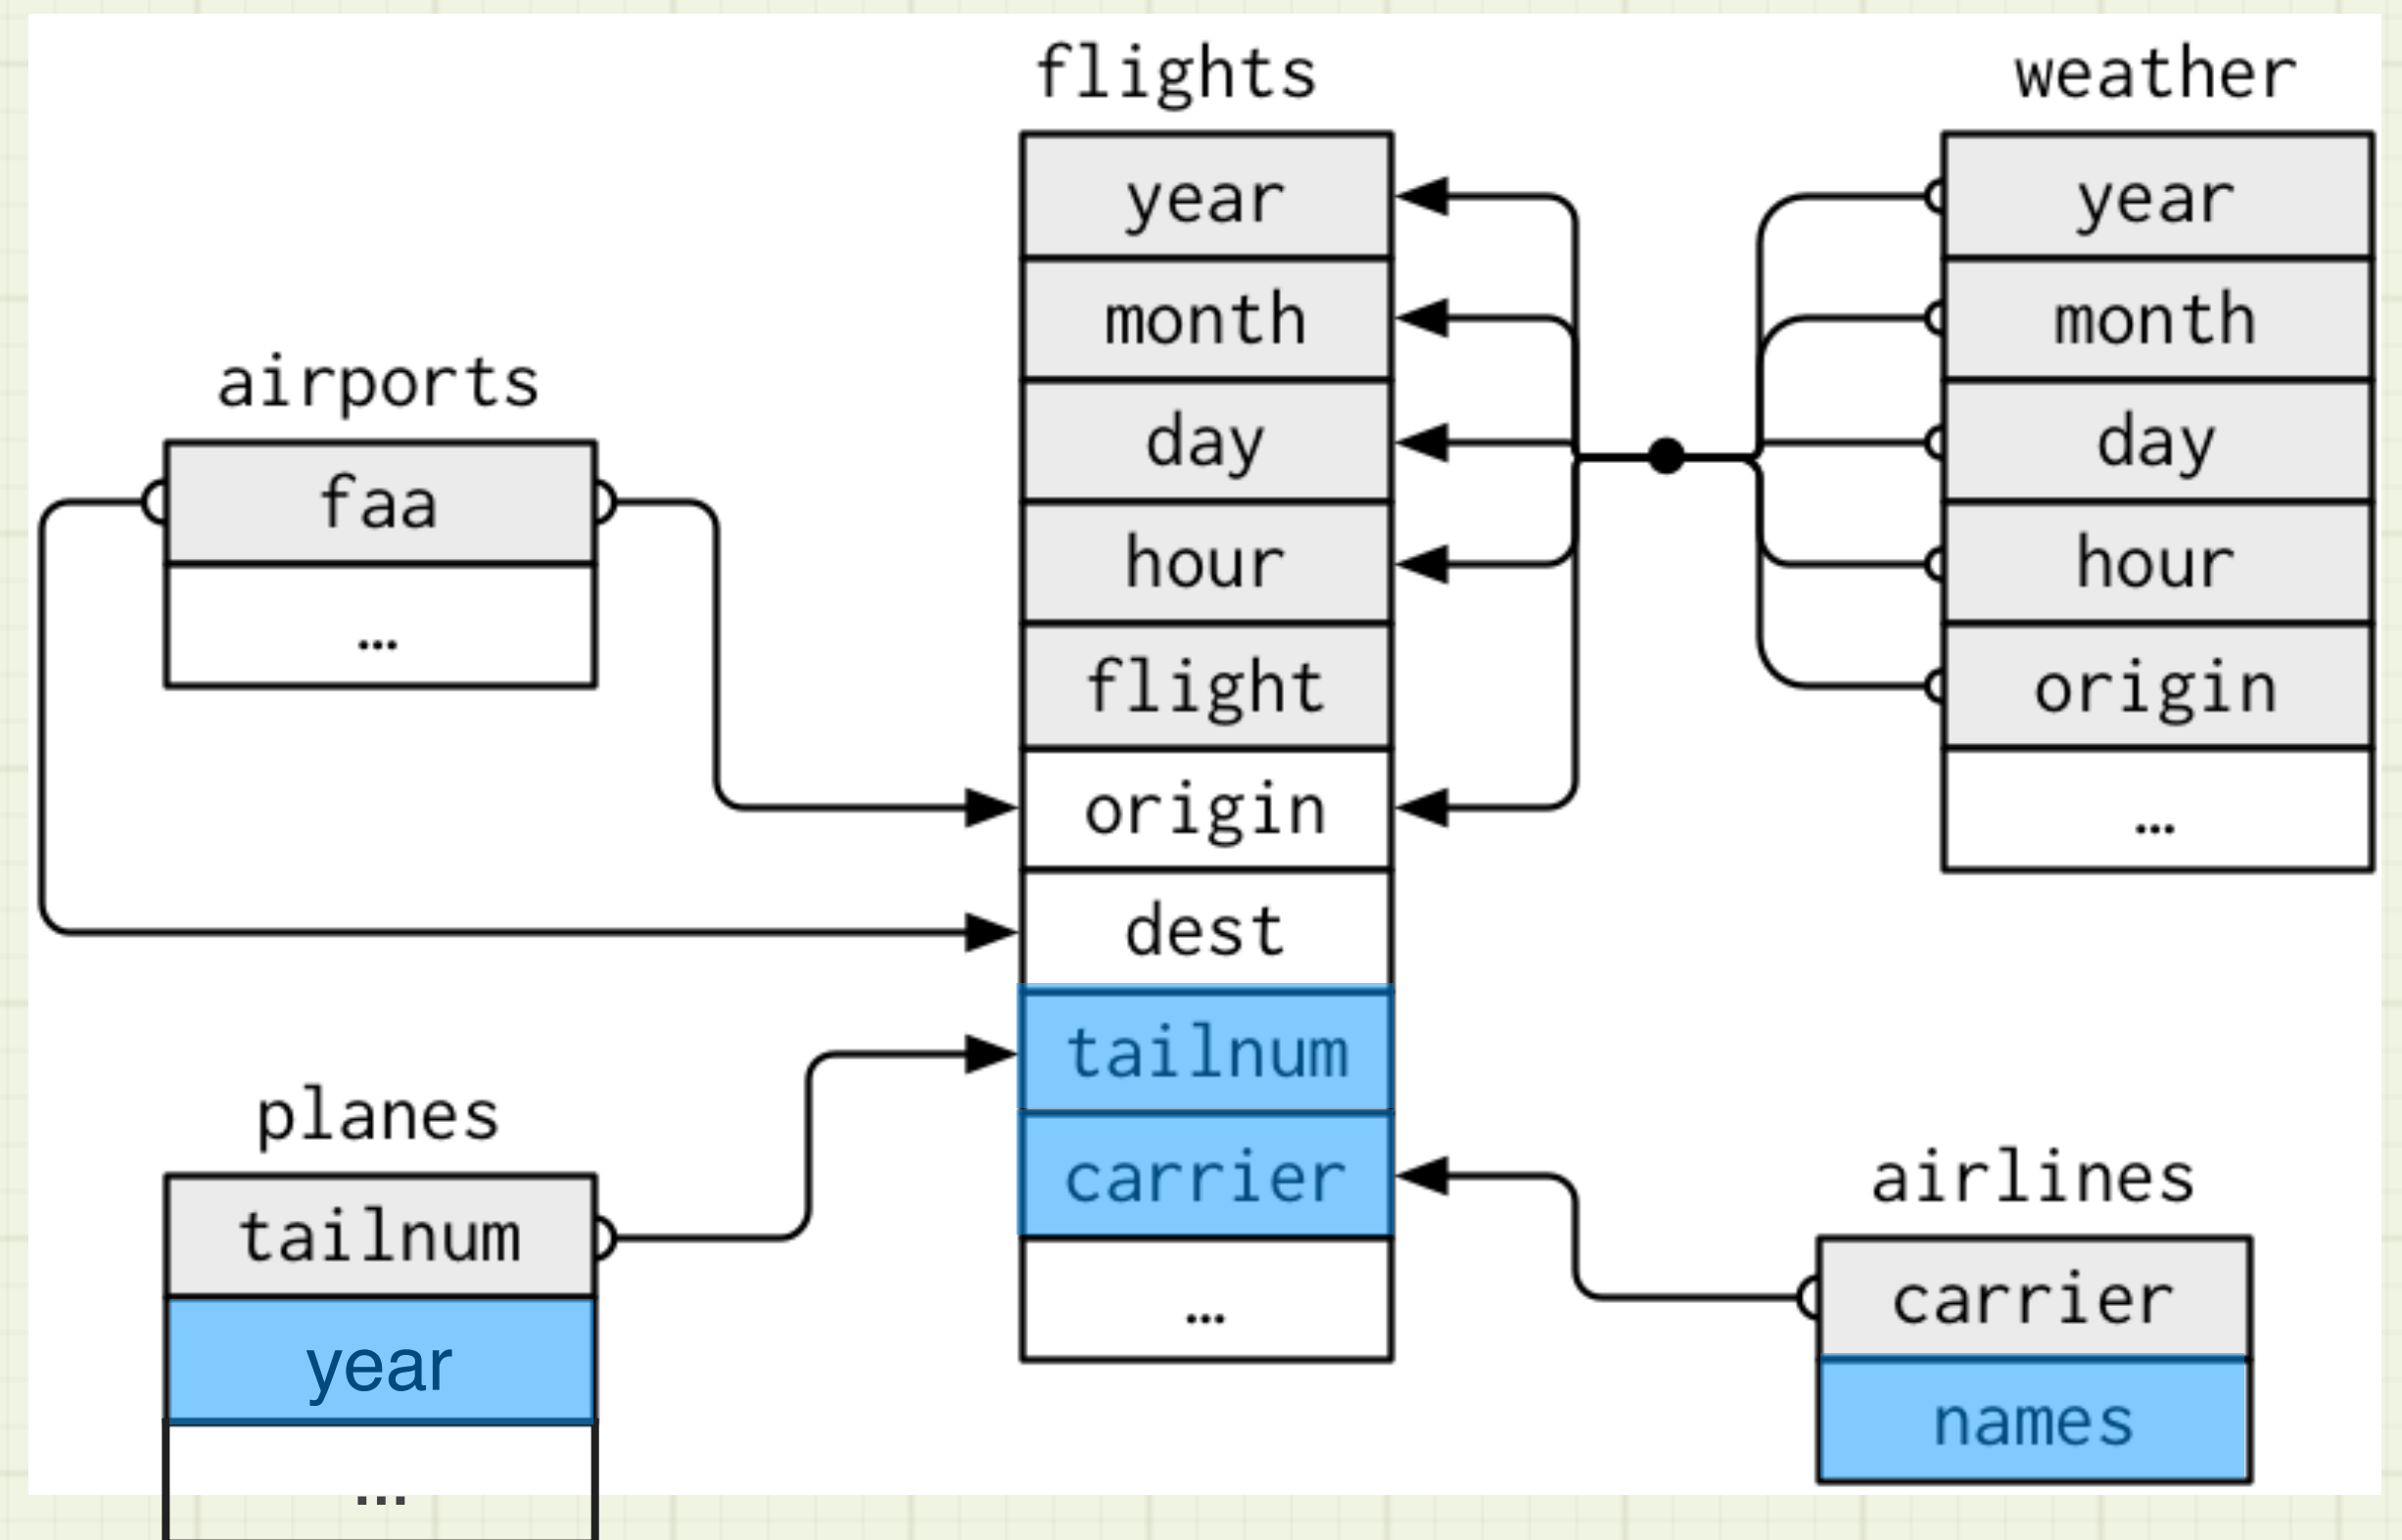 flights
year
month
day
hour
flight
origin
dest
tailnum
carrier
…
weather
year
month
day
hour
origin
…
airports
faa
…
planes
tailnum
year
...
airlines
carrier
names